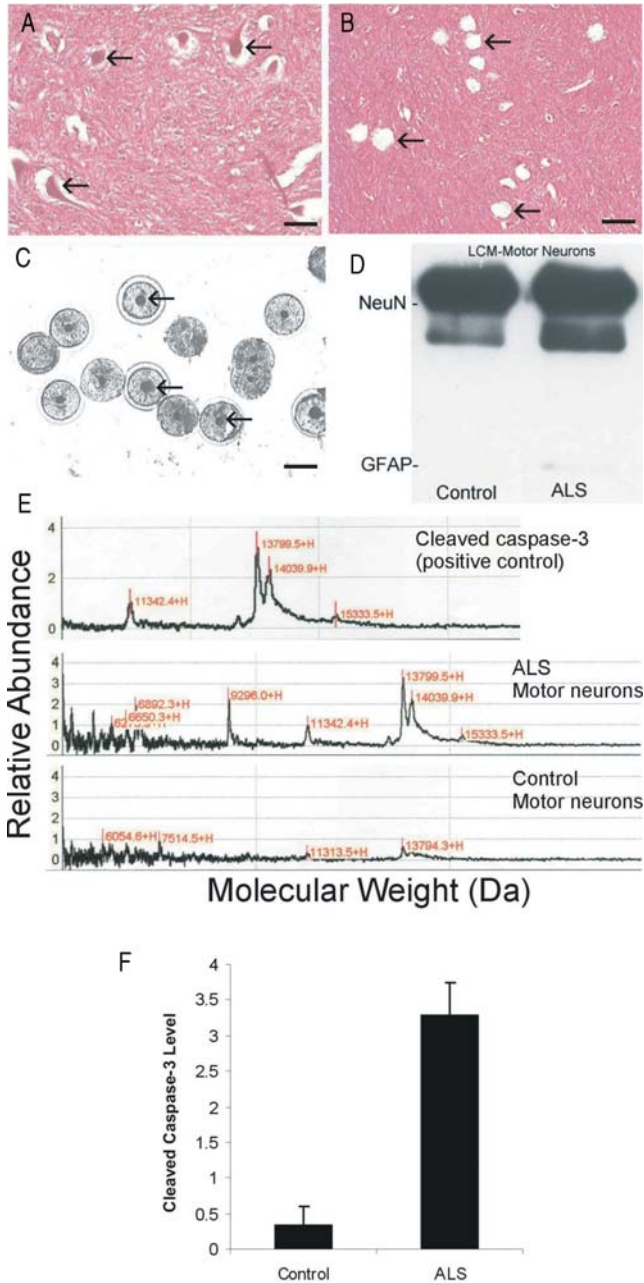 A
B
C
D
LCM-Motor Neurons
NeuN -
GFAP-
Control
ALS
E
Relative Abundance
4
2
0
11342.4+H
13799.5+H
14039.9+H
15333.5+H
Cleaved caspase-3
(positive control)
4
3
2
1
0
6892.3+H
6650.3+H
9296.0+H
11342.4+H
13799.5+H
14039.9+H
15333.5+H
ALS
Motor neurons
4
3
2
1
0
6054.6+H
7514.5+H
11313.5+H
13794.3+H
Control
Motor neurons
Molecular Weight (Da)
F
Cleaved Caspase-3 Level
4
3.5
3
2.5
2
1.5
1
0.5
0
Control
ALS